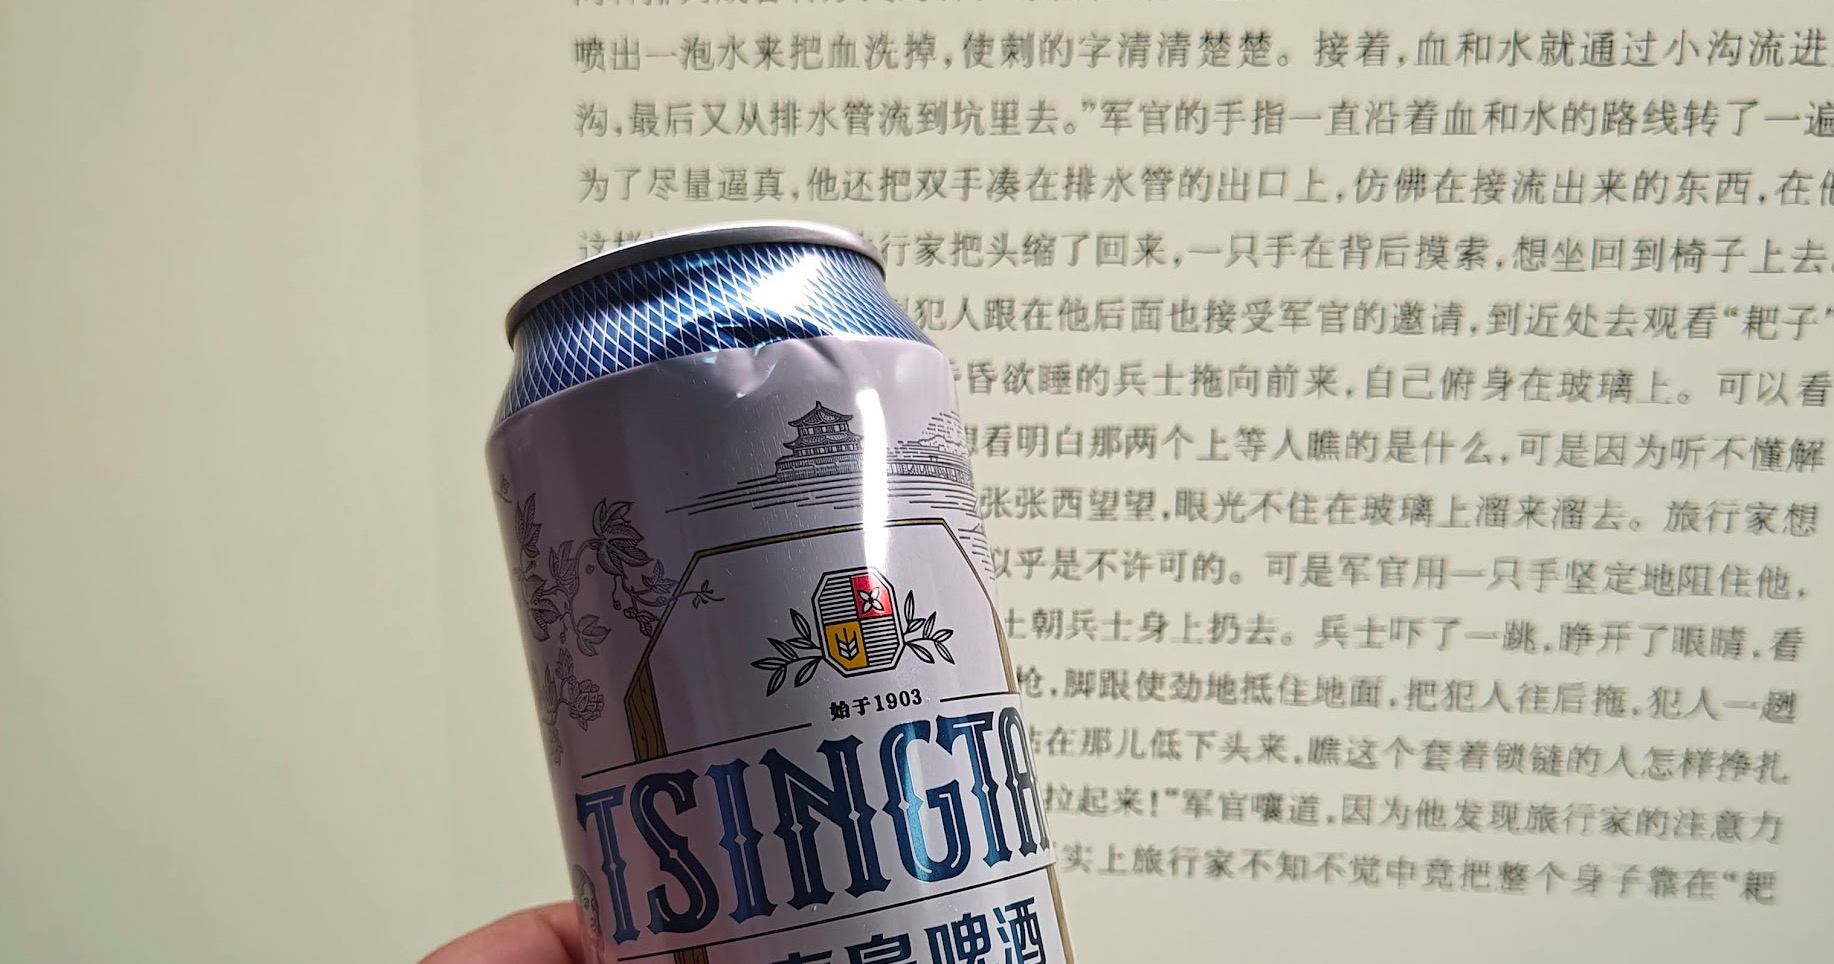 喷出一泡水来把血洗掉,使刺的字清清楚楚。接着,血和水就通过小沟流进
沟,最后又从排水管流到坑里去。”军官的手指一直沿着血和水的路线转了一遍
为了尽量逼真,他还把双手凑在排水管的出口上,仿佛在接流出来的东西,在他
这样 行家把头缩了回来,一只手在背后摸索,想坐回到椅子上去。
犯人跟在他后面也接受军官的邀请,到近处去观看“耙子”
昏欲睡的兵士拖向前来,自己俯身在玻璃上。可以看
看明白那两个上等人瞧的是什么,可是因为听不懂解
张张西望望,眼光不住在玻璃上溜来溜去。旅行家想
似乎是不许可的。可是军官用一只手坚定地阻住他,
士朝兵士身上扔去。兵士吓了一跳,睁开了眼睛,看
枪,脚跟使劲地抵住地面,把犯人往后拖,犯人一趔
在那儿低下头来,瞧这个套着锁链的人怎样挣扎
拉起来!”军官嚷道,因为他发现旅行家的注意力
实上旅行家不知不觉中竟把整个身子靠在“耙
始于1903
TSINGTA
青岛啤酒